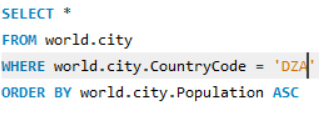 SELECT *
FROM world.city
WHERE world.city.CountryCode = 'DZA'
ORDER BY world.city.Population ASC